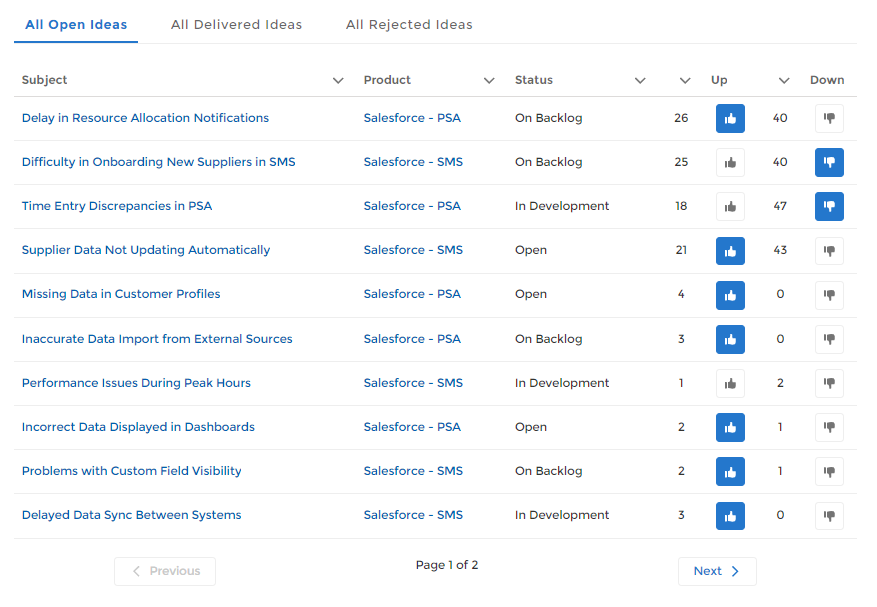 All Open Ideas All Delivered Ideas All Rejected Ideas
Subject Product Status Up Down
Delay in Resource Allocation Notifications Salesforce - PSA On Backlog 26 40
Difficulty in Onboarding New Suppliers in SMS Salesforce - SMS On Backlog 25 40
Time Entry Discrepancies in PSA Salesforce - PSA In Development 18 47
Supplier Data Not Updating Automatically Salesforce - SMS Open 21 43
Missing Data in Customer Profiles Salesforce - PSA Open 4 0
Inaccurate Data Import from External Sources Salesforce - PSA On Backlog 3 0
Performance Issues During Peak Hours Salesforce - SMS In Development 1 2
Incorrect Data Displayed in Dashboards Salesforce - PSA Open 2 1
Problems with Custom Field Visibility Salesforce - SMS On Backlog 2 1
Delayed Data Sync Between Systems Salesforce - SMS In Development 3 0
Previous Page 1 of 2 Next